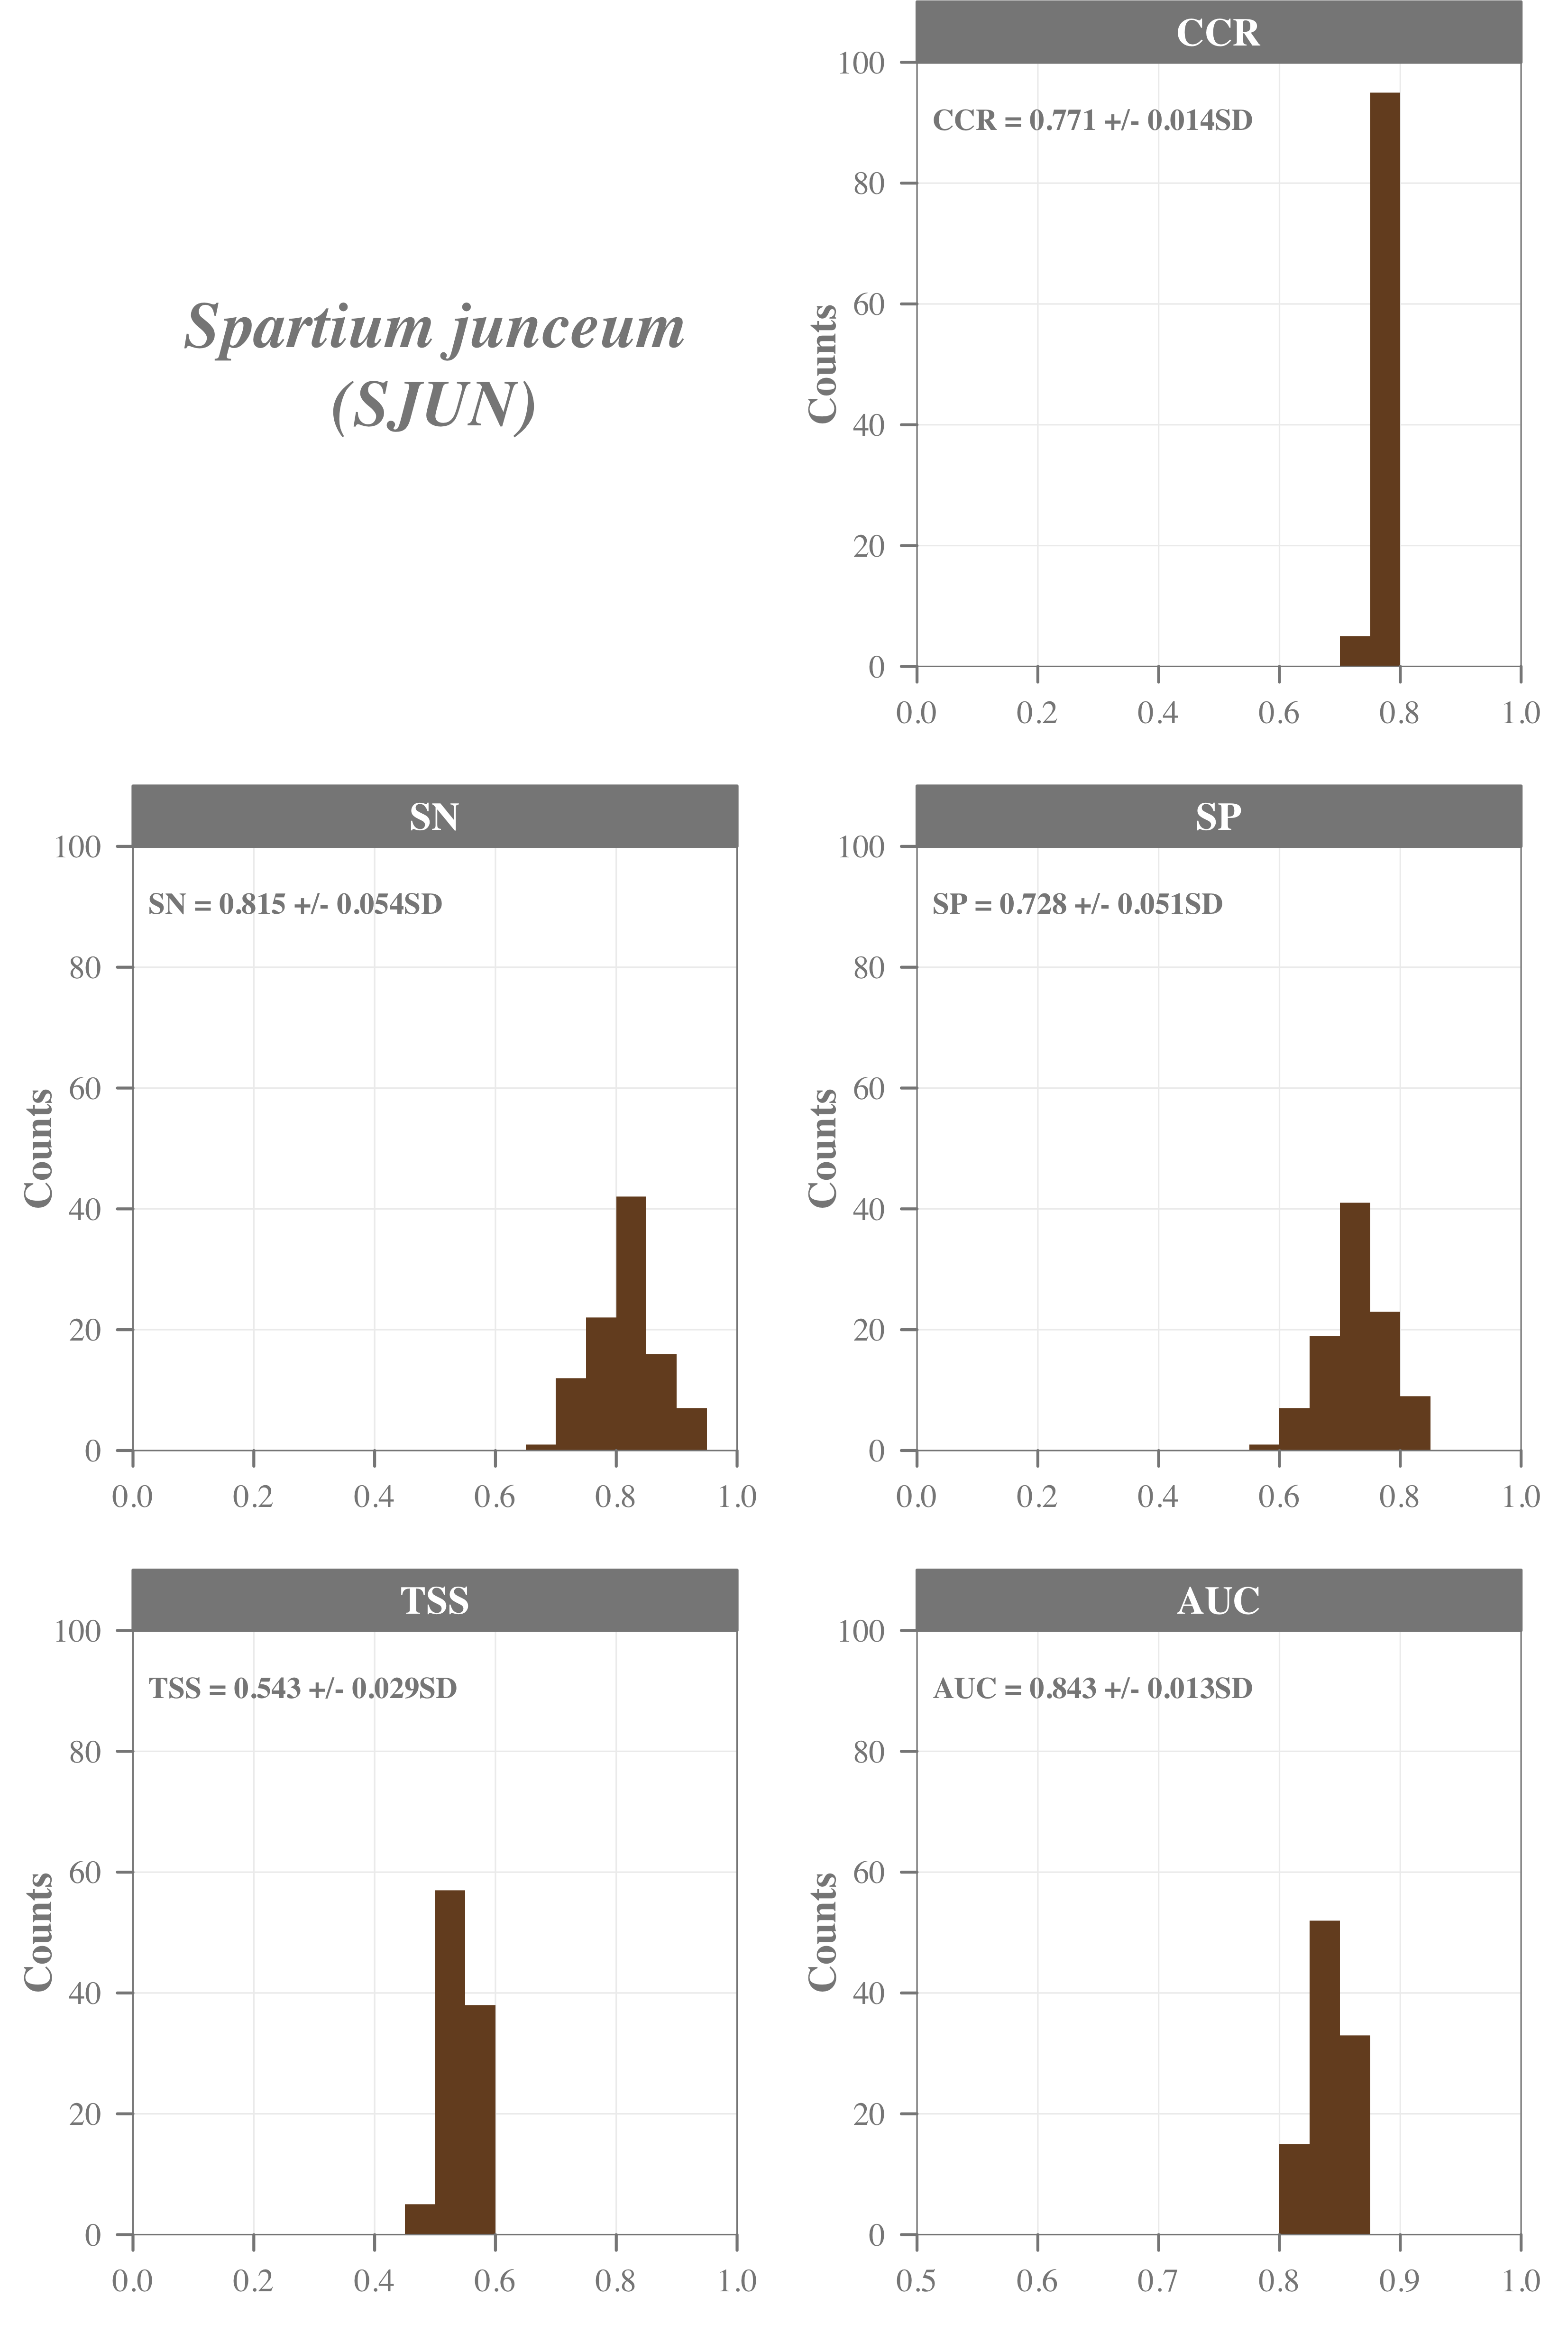 CCR
100
CCR = 0.771 +/- 0.014SD
80
60
Counts
40
20
0
0.0 0.2 0.4 0.6 0.8 1.0
Spartium junceum
(SJUN)
SN
100
SN = 0.815 +/- 0.054SD
80
60
Counts
40
20
0
0.0 0.2 0.4 0.6 0.8 1.0
SP
100
SP = 0.728 +/- 0.051SD
80
60
Counts
40
20
0
0.0 0.2 0.4 0.6 0.8 1.0
TSS
100
TSS = 0.543 +/- 0.029SD
80
60
Counts
40
20
0
0.0 0.2 0.4 0.6 0.8 1.0
AUC
100
AUC = 0.843 +/- 0.013SD
80
60
Counts
40
20
0
0.5 0.6 0.7 0.8 0.9 1.0